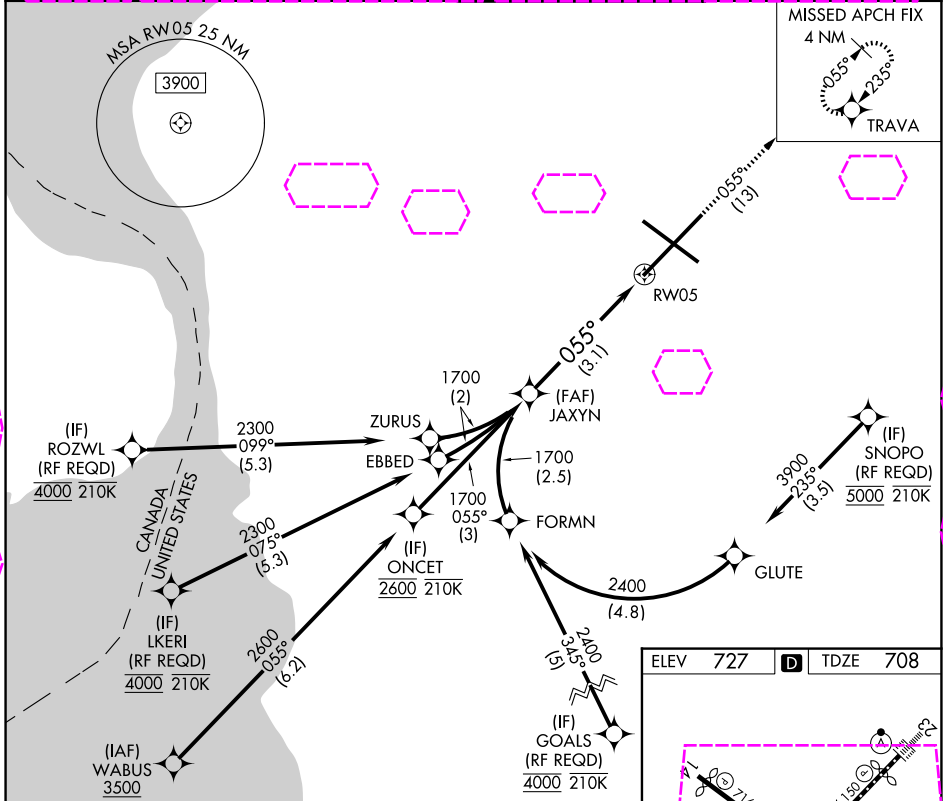 MSA RW05 25 NM
3900
MISSED APCH FIX
4 NM
055°
235°
TRAVA
055°
(13)
RW05
055°
(3.1)
(FAF)
JAXYN
1700
(2)
ZURUS
EBBED
(IF)
ROZWL
(RF REQD)
4000 210K
2300
099°
(5.3)
CANADA
UNITED STATES
2300
075°
(5.3)
(IF)
LKERI
(RF REQD)
4000 210K
1700
055°
(3)
1700
(2.5)
FORMN
(IF)
ONCET
2600 210K
(IF)
SNOPO
(RF REQD)
5000 210K
3900
235°
(3.5)
GLUTE
2400
(4.8)
2600
055°
(6.2)
(IAF)
WABUS
3500
2400
345°
(5)
(IF)
GOALS
(RF REQD)
4000 210K
ELEV 727 D TDZE 708
23
V
P
P
14